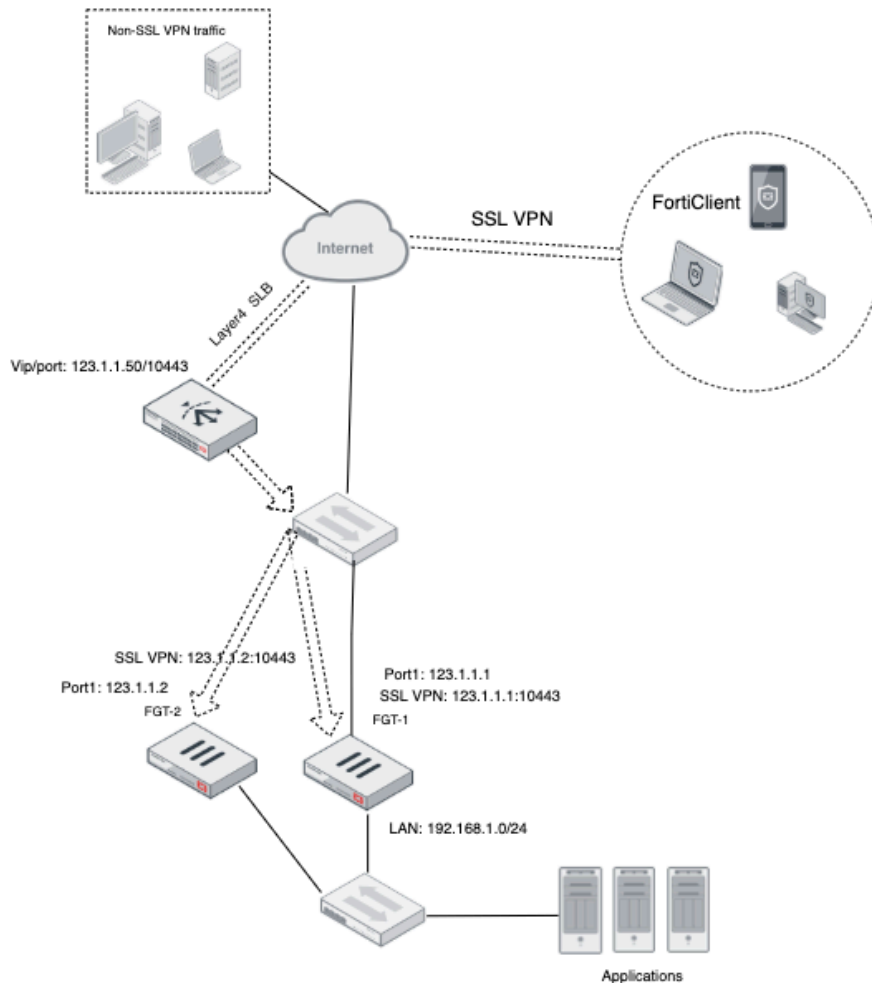 Non-SSL VPN traffic
FortiClient
SSL VPN
Internet
Layer4 SLB
Vip/port: 123.1.1.50/10443
SSL VPN: 123.1.1.2:10443
Port1: 123.1.1.2
FGT-2
Port1: 123.1.1.1
SSL VPN: 123.1.1.1:10443
FGT-1
LAN: 192.168.1.0/24
Applications